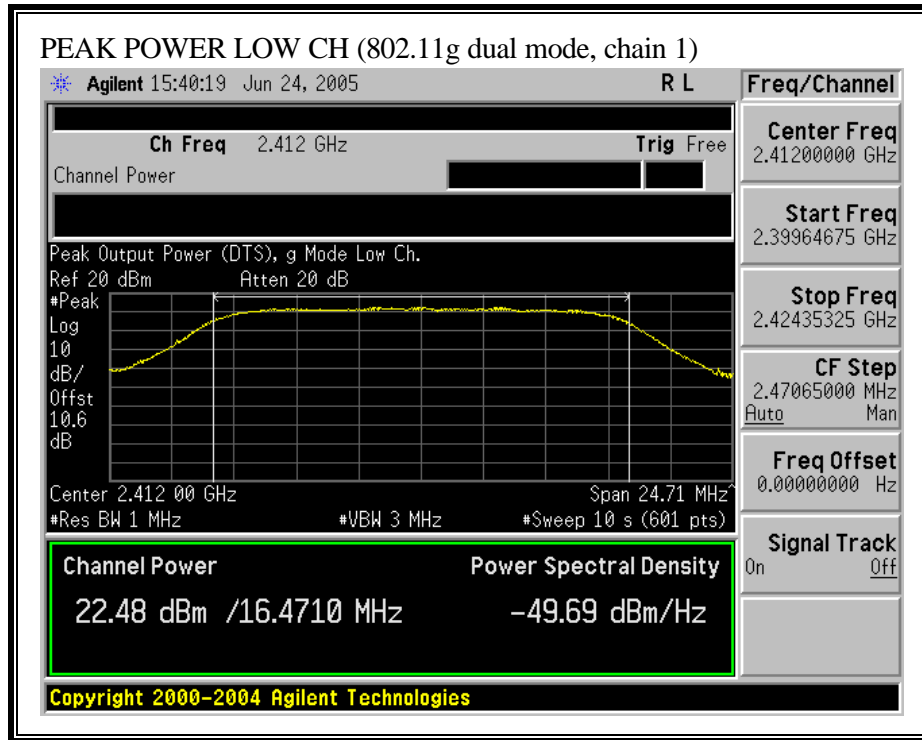 PEAK POWER LOW CH (802.11g dual mode, chain 1)
Agilent 15:40:19 Jun 24, 2005 R L
Freq/Channel
Ch Freq 2.412 GHz Trig Free
Channel Power
Center Freq
2.41200000 GHz
Start Freq
2.39964675 GHz
Stop Freq
2.42435325 GHz
CF Step
2.47065000 MHz
Auto Man
Freq Offset
0.00000000 Hz
Signal Track
On Off
Peak Output Power (DTS), g Mode Low Ch.
Ref 20 dBm Atten 20 dB
#Peak
Log
10
dB/
Offst
10.6
dB
Center 2.412 00 GHz Span 24.71 MHz^
#Res BW 1 MHz #VBW 3 MHz #Sweep 10 s (601 pts)
Channel Power Power Spectral Density
22.48 dBm /16.4710 MHz -49.69 dBm/Hz
Copyright 2000-2004 Agilent Technologies